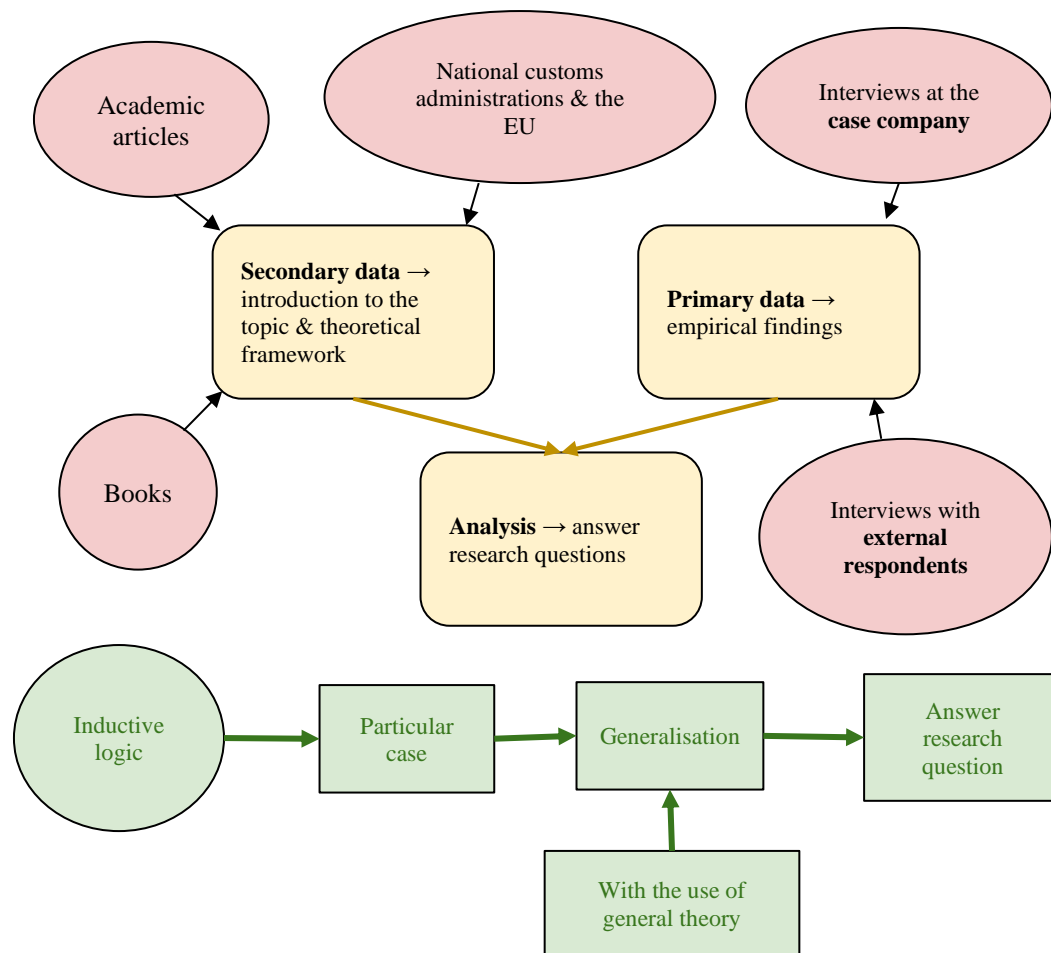 Academic
articles
National customs
administrations & the
EU
Interviews at the
case company
Secondary data →
introduction to the
topic & theoretical
framework
Primary data →
empirical findings
Books
Analysis → answer
research questions
Interviews with
external
respondents
Inductive
logic
Particular
case
Generalisation
Answer
research
question
With the use of
general theory